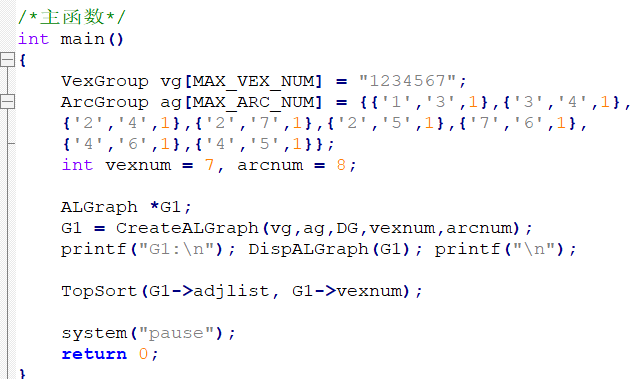 /*主函数*/
int main()
{
VexGroup vg[MAX_VEX_NUM] = "1234567";
ArcGroup ag[MAX_ARC_NUM] = {{'1','3',1},{'3','4',1},
{'2','4',1},{'2','7',1},{'2','5',1},{'7','6',1},
{'4','6',1},{'4','5',1}};
int vexnum = 7, arcnum = 8;
ALGraph *G1;
G1 = CreateALGraph(vg,ag,DG,vexnum,arcnum);
printf("G1:\n"); DispALGraph(G1); printf("\n");
TopSort(G1->adjlist, G1->vexnum);
system("pause");
return 0;
}